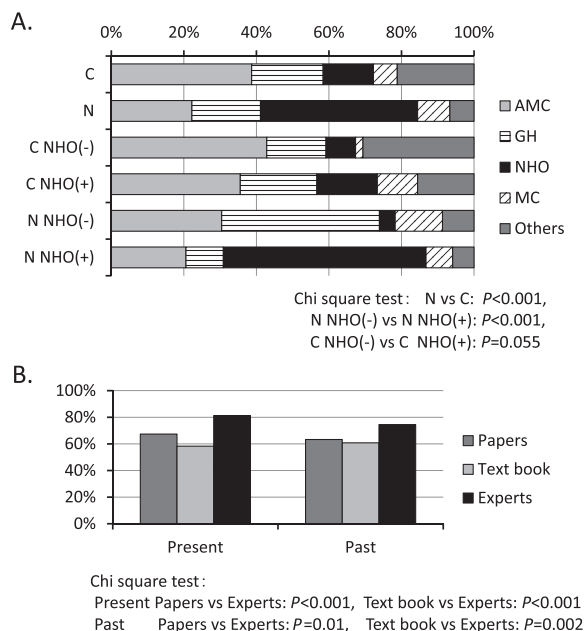 A.
0% 20% 40% 60% 80% 100%
C
N
C NHO(-)
C NHO(+)
N NHO(-)
N NHO(+)
AMC
GH
NHO
MC
Others
Chi square test: N vs C: P<0.001,
N NHO(-) vs N NHO(+): P<0.001,
C NHO(-) vs C NHO(+): P=0.055
B.
100%
80%
60%
40%
20%
0%
Present Past
Papers
Text book
Experts
Chi square test:
Present Papers vs Experts: P<0.001, Text book vs Experts: P<0.001
Past Papers vs Experts: P=0.01, Text book vs Experts: P=0.002